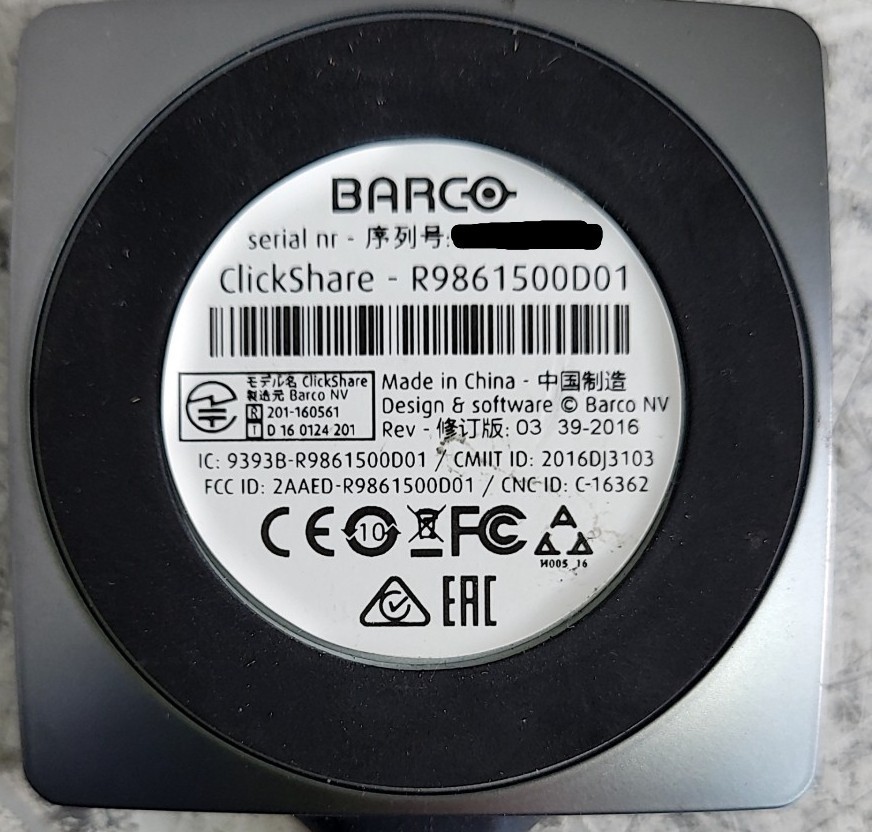 BARCO
serial nr - 序列号:
ClickShare - R9861500D01
モデル名 ClickShare
製造元 Barco NV
R 201-160561
T D 16 0124 201
Made in China - 中国制造
Design & software © Barco NV
Rev - 修订版: 03 39-2016
IC: 9393B-R9861500D01 / CMIIT ID: 2016DJ3103
FCC ID: 2AAED-R9861500D01 / CNC ID: C-16362
CE 10 FC
И005 16
EAC